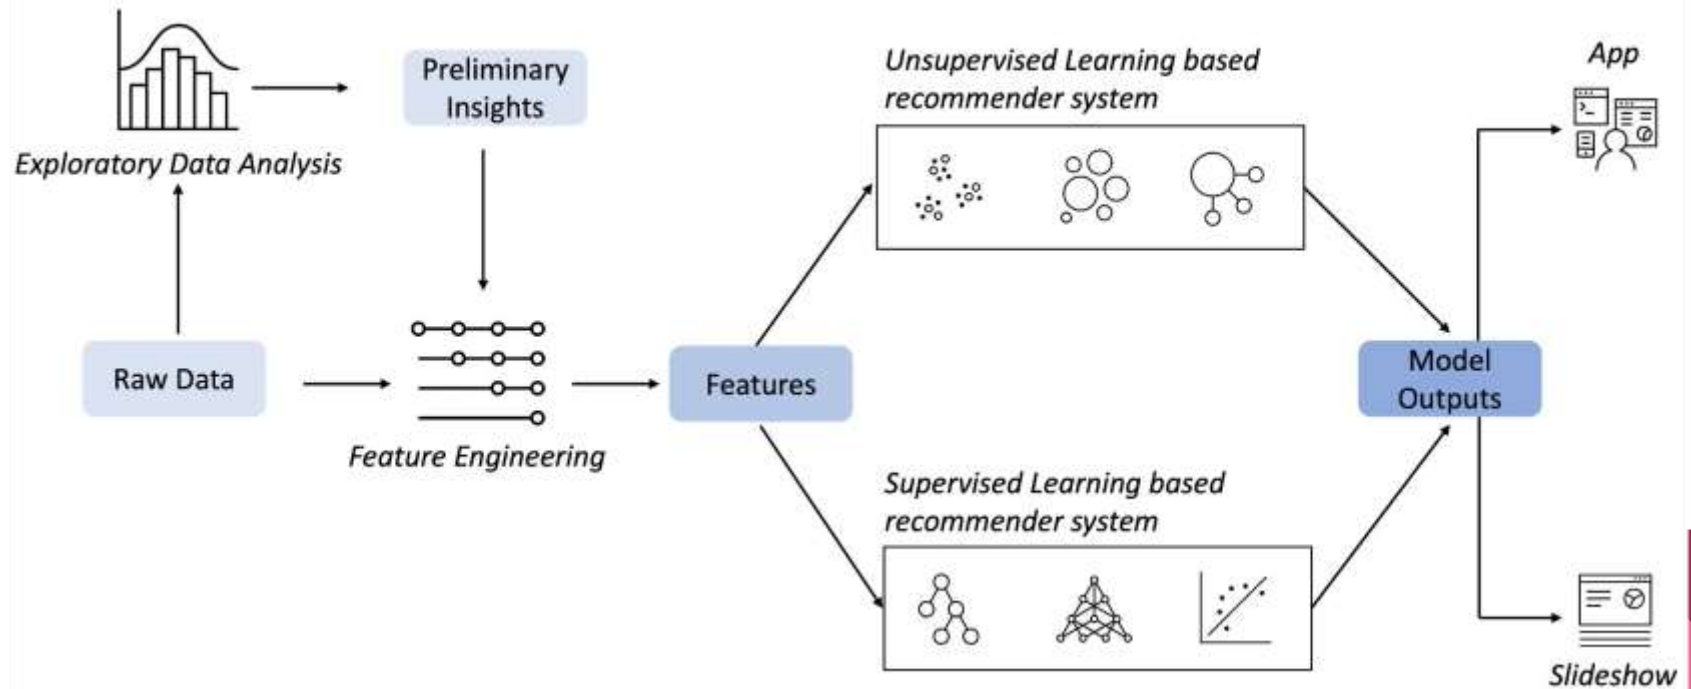 Preliminary
Insights
Exploratory Data Analysis
Raw Data
Feature Engineering
Features
Unsupervised Learning based
recommender system
Supervised Learning based
recommender system
Model
Outputs
App
Slideshow